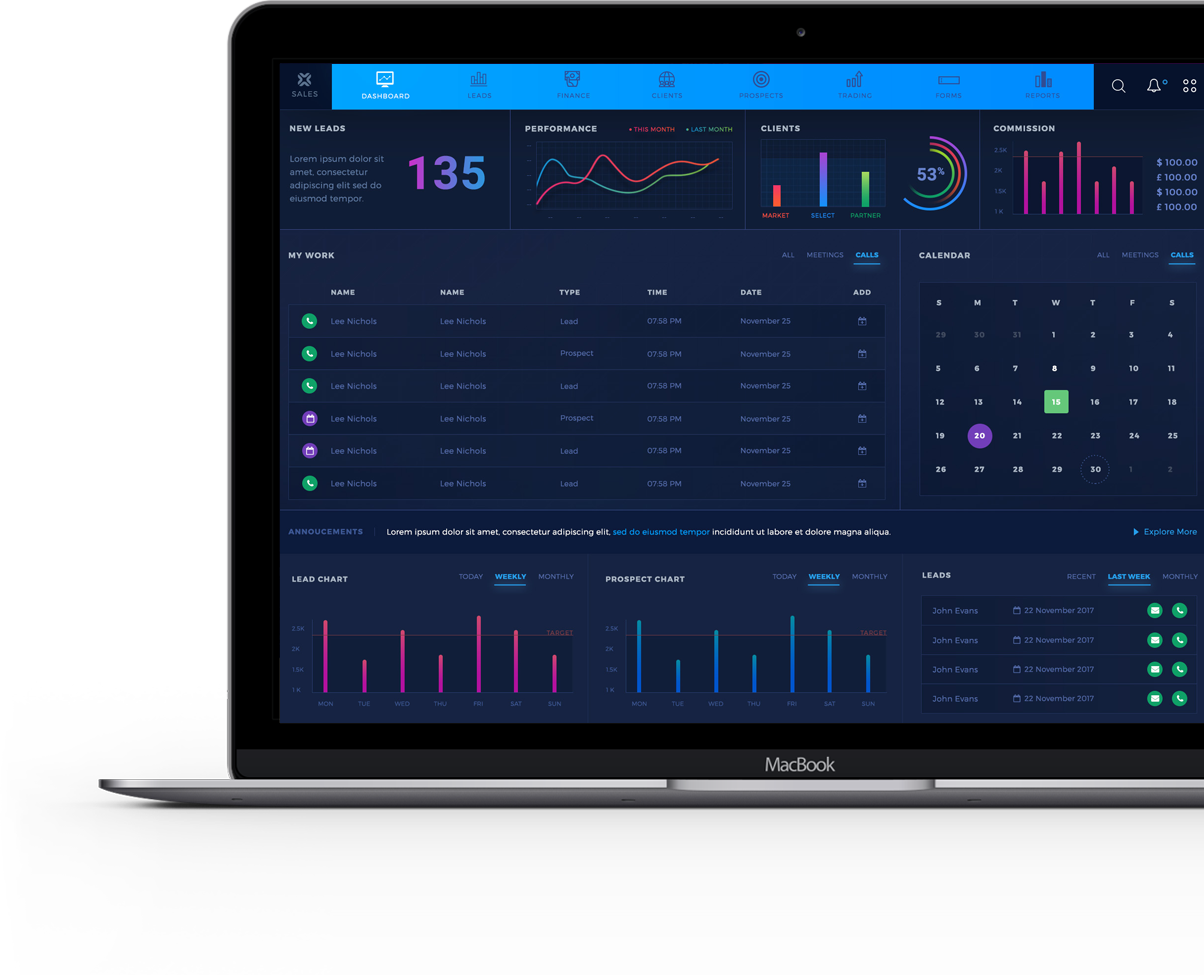 SALES
DASHBOARD
LEADS
FINANCE
CLIENTS
PROSPECTS
TRADING
FORMS
REPORTS
NEW LEADS
Lorem ipsum dolor sit
amet, consectetur
adipiscing elit sed do
eiusmod tempor.
135
PERFORMANCE
THIS MONTH
LAST MONTH
CLIENTS
MARKET
SELECT
PARTNER
53%
COMMISSION
2.5K
2K
1.5K
1 K
$ 100.00
£ 100.00
$ 100.00
£ 100.00
MY WORK
ALL MEETINGS CALLS
NAME NAME TYPE TIME DATE ADD
Lee Nichols Lee Nichols Lead 07:58 PM November 25
Lee Nichols Lee Nichols Prospect 07:58 PM November 25
Lee Nichols Lee Nichols Lead 07:58 PM November 25
Lee Nichols Lee Nichols Prospect 07:58 PM November 25
Lee Nichols Lee Nichols Lead 07:58 PM November 25
Lee Nichols Lee Nichols Lead 07:58 PM November 25
CALENDAR
ALL MEETINGS CALLS
S M T W T F S
29 30 31 1 2 3 4
5 6 7 8 9 10 11
12 13 14 15 16 17 18
19 20 21 22 23 24 25
26 27 28 29 30 1 2
ANNOUCEMENTS
Lorem ipsum dolor sit amet, consectetur adipiscing elit, sed do eiusmod tempor incididunt ut labore et dolore magna aliqua.
Explore More
LEAD CHART
TODAY WEEKLY MONTHLY
TARGET
2.5K
2K
1.5K
1 K
MON TUE WED THU FRI SAT SUN
PROSPECT CHART
TODAY WEEKLY MONTHLY
TARGET
2.5K
2K
1.5K
1 K
MON TUE WED THU FRI SAT SUN
LEADS
RECENT LAST WEEK MONTHLY
John Evans 22 November 2017
John Evans 22 November 2017
John Evans 22 November 2017
John Evans 22 November 2017
MacBook